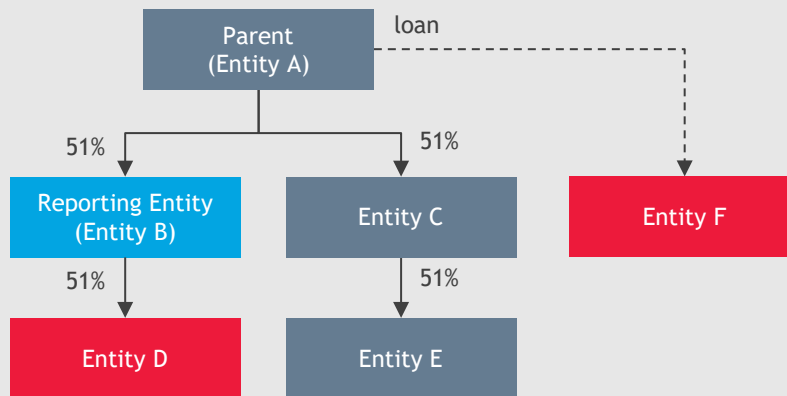 Parent
(Entity A)
loan
51%
51%
Reporting Entity
(Entity B)
Entity C
Entity F
51%
51%
Entity D
Entity E